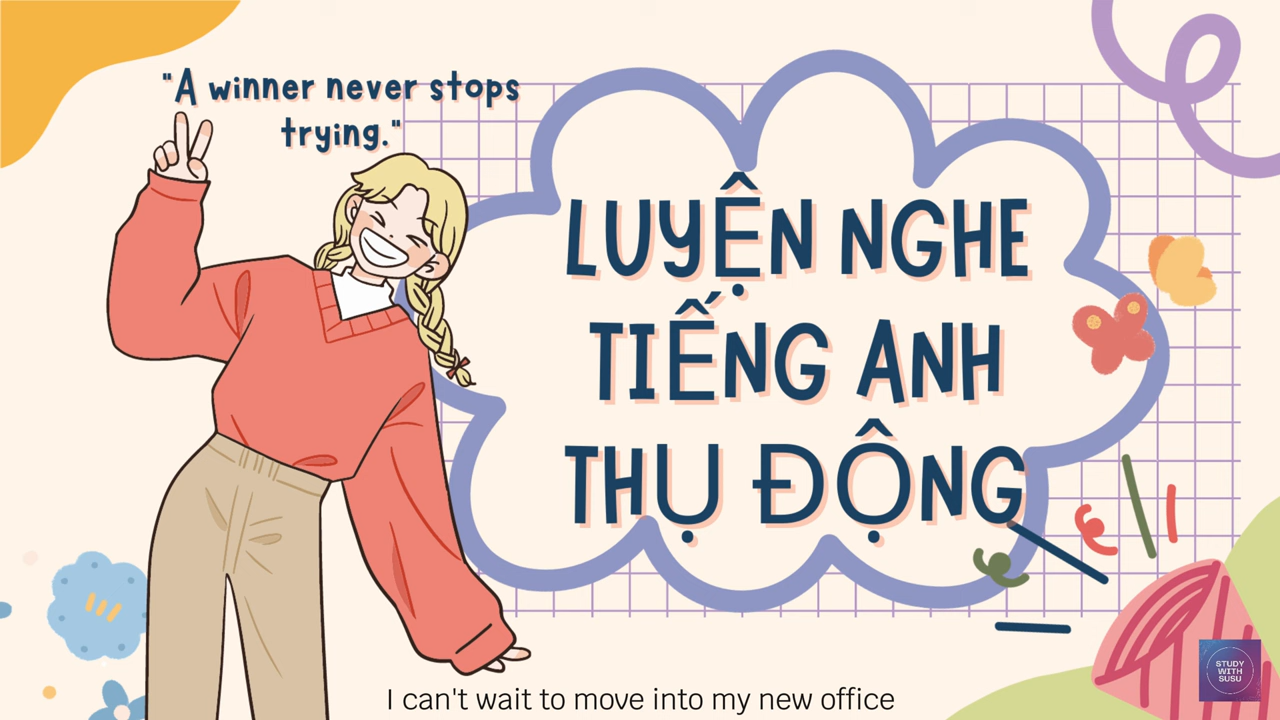 "A winner never stops
trying."
LUYỆN NGHE
TIẾNG ANH
THỤ ĐỘNG
I can't wait to move into my new office
STUDY
WITH
SUSU